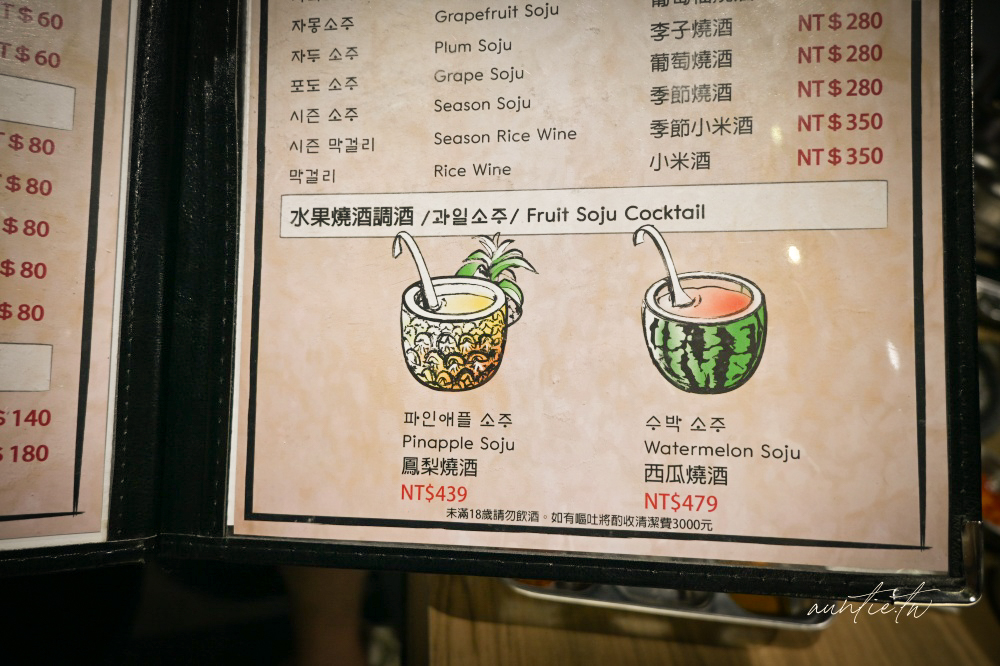 T$60
T$60
T$80
$80
$80
$80
$80
$140
$180
자몽 소주 Grapefruit Soju
자두 소주 Plum Soju 李子燒酒 NT$280
포도 소주 Grape Soju 葡萄燒酒 NT$280
시즌 소주 Season Soju 季節燒酒 NT$280
시즌 막걸리 Season Rice Wine 季節小米酒 NT$350
막걸리 Rice Wine 小米酒 NT$350
水果燒酒調酒 /과일소주/ Fruit Soju Cocktail
파인애플 소주
Pinapple Soju
鳳梨燒酒
NT$439
수박 소주
Watermelon Soju
西瓜燒酒
NT$479
未滿18歲請勿飲酒。如有嘔吐將酌收清潔費3000元
auntie.tw